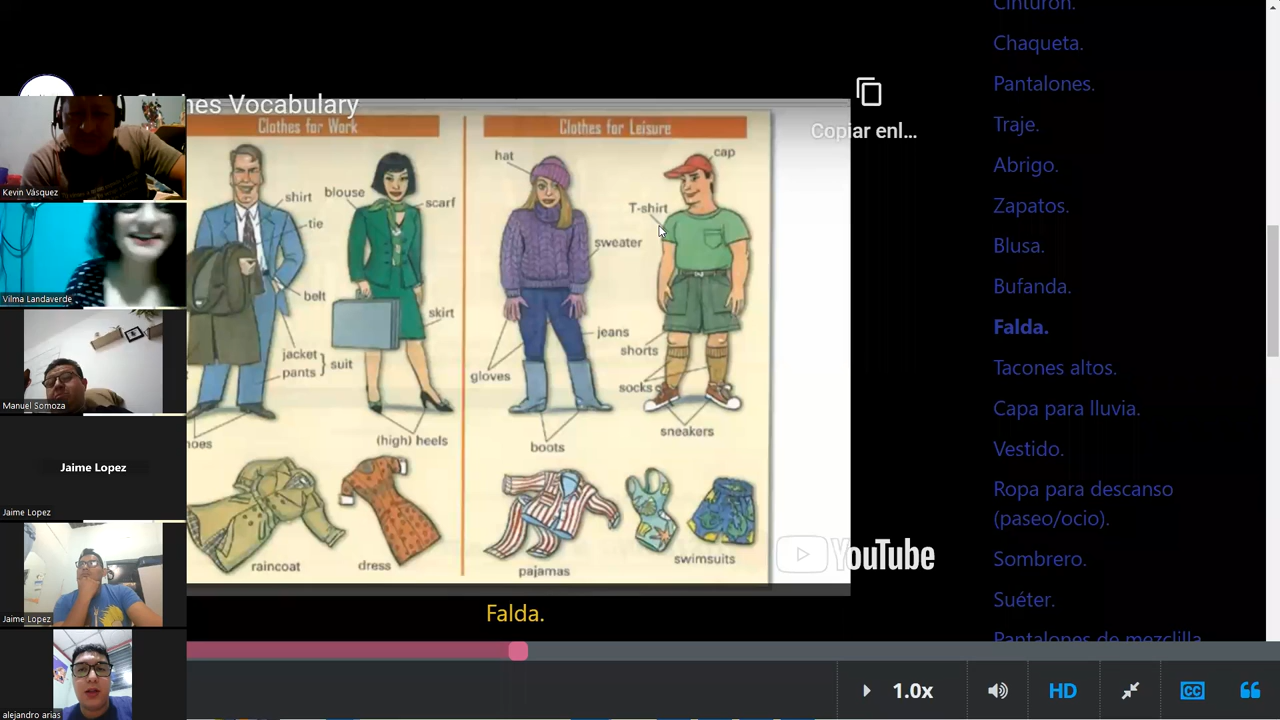 Clothes Vocabulary
Copiar enl...
Clothes for Work
Clothes for Leisure
shirt
blouse
tie
scarf
belt
skirt
jacket
pants
suit
(high) heels
raincoat
dress
hat
cap
T-shirt
sweater
jeans
shorts
gloves
socks
sneakers
boots
pajamas
swimsuits
YouTube
Falda.
Kevin Vásquez
Vilma Landaverde
Manuel Somoza
Jaime Lopez
Jaime Lopez
Jaime Lopez
alejandro arias
Cinturón.
Chaqueta.
Pantalones.
Traje.
Abrigo.
Zapatos.
Blusa.
Bufanda.
Falda.
Tacones altos.
Capa para lluvia.
Vestido.
Ropa para descanso
(paseo/ocio).
Sombrero.
Suéter.
Pantalones de mezclilla
1.0x
HD
CC